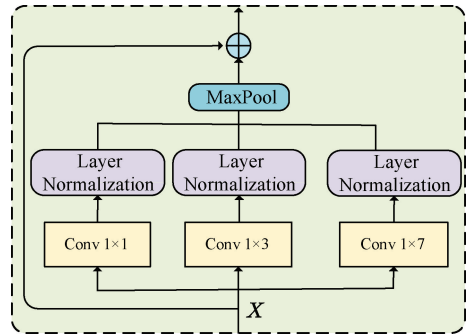 MaxPool
Layer
Normalization
Layer
Normalization
Layer
Normalization
Conv 1×1
Conv 1×3
Conv 1×7
X